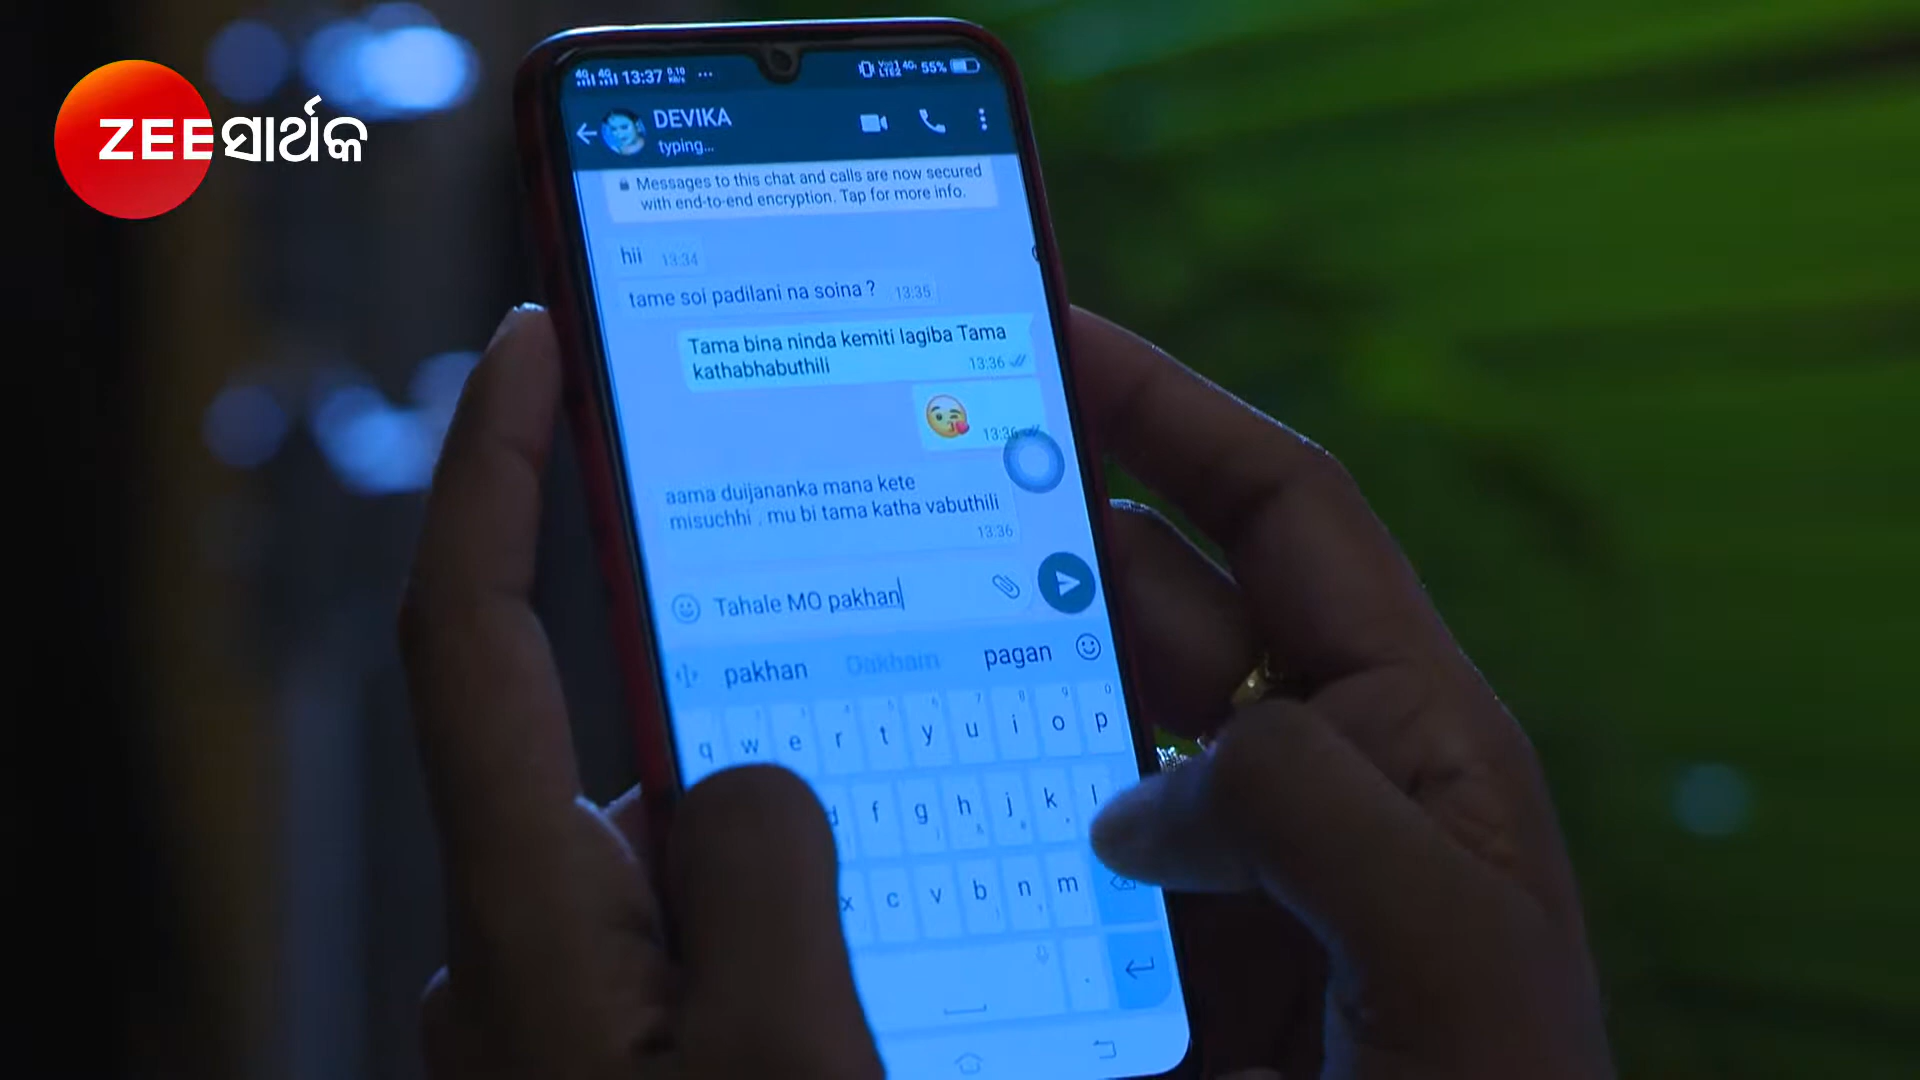 ZEE ସାର୍ଥକ
13:37
55%
DEVIKA
typing...
Messages to this chat and calls are now secured
with end-to-end encryption. Tap for more info.
hii 13:34
tame soi padilani na soina ? 13:35
Tama bina ninda kemiti lagiba Tama
kathabhabuthili 13:36
13:36
aama duijananka mana kete
misuchhi . mu bi tama katha vabuthili
13:36
Tahale MO pakhan
pakhan pagan
q w e r t y u i o p
d f g h j k l
x c v b n m